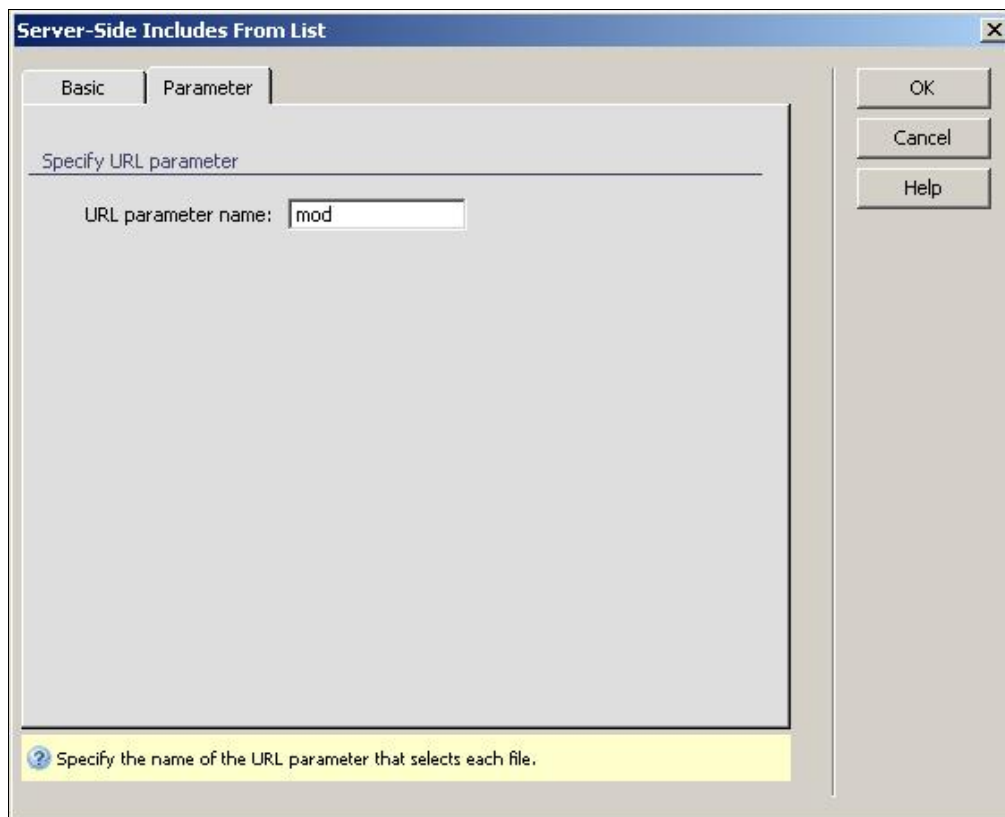 Server-Side Includes From List
Basic
Parameter
OK
Cancel
Help
Specify URL parameter
URL parameter name: mod
Specify the name of the URL parameter that selects each file.